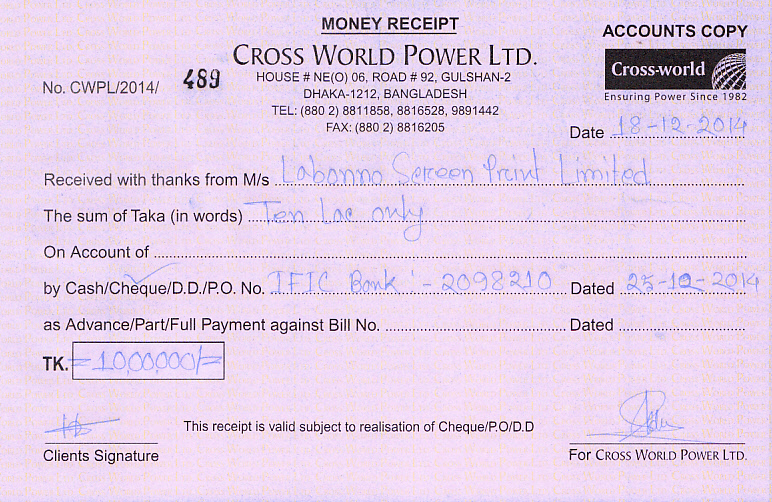 MONEY RECEIPT
ACCOUNTS COPY
CROSS WORLD POWER LTD.
Cross-world
Ensuring Power Since 1982
No. CWPL/2014/ 489
HOUSE # NE(O) 06, ROAD # 92, GULSHAN-2
DHAKA-1212, BANGLADESH
TEL: (880 2) 8811858, 8816528, 9891442
FAX: (880 2) 8816205
Date 18-12-2014
Received with thanks from M/s Labonno Screen Print Limited
The sum of Taka (in words) Ten Lac only
On Account of
by Cash/Cheque/D.D./P.O. No. IFIC Bank - 2098210 Dated 25-12-2014
as Advance/Part/Full Payment against Bill No. Dated
TK. =10,00,000/=
This receipt is valid subject to realisation of Cheque/P.O/D.D
Clients Signature
For CROSS WORLD POWER LTD.